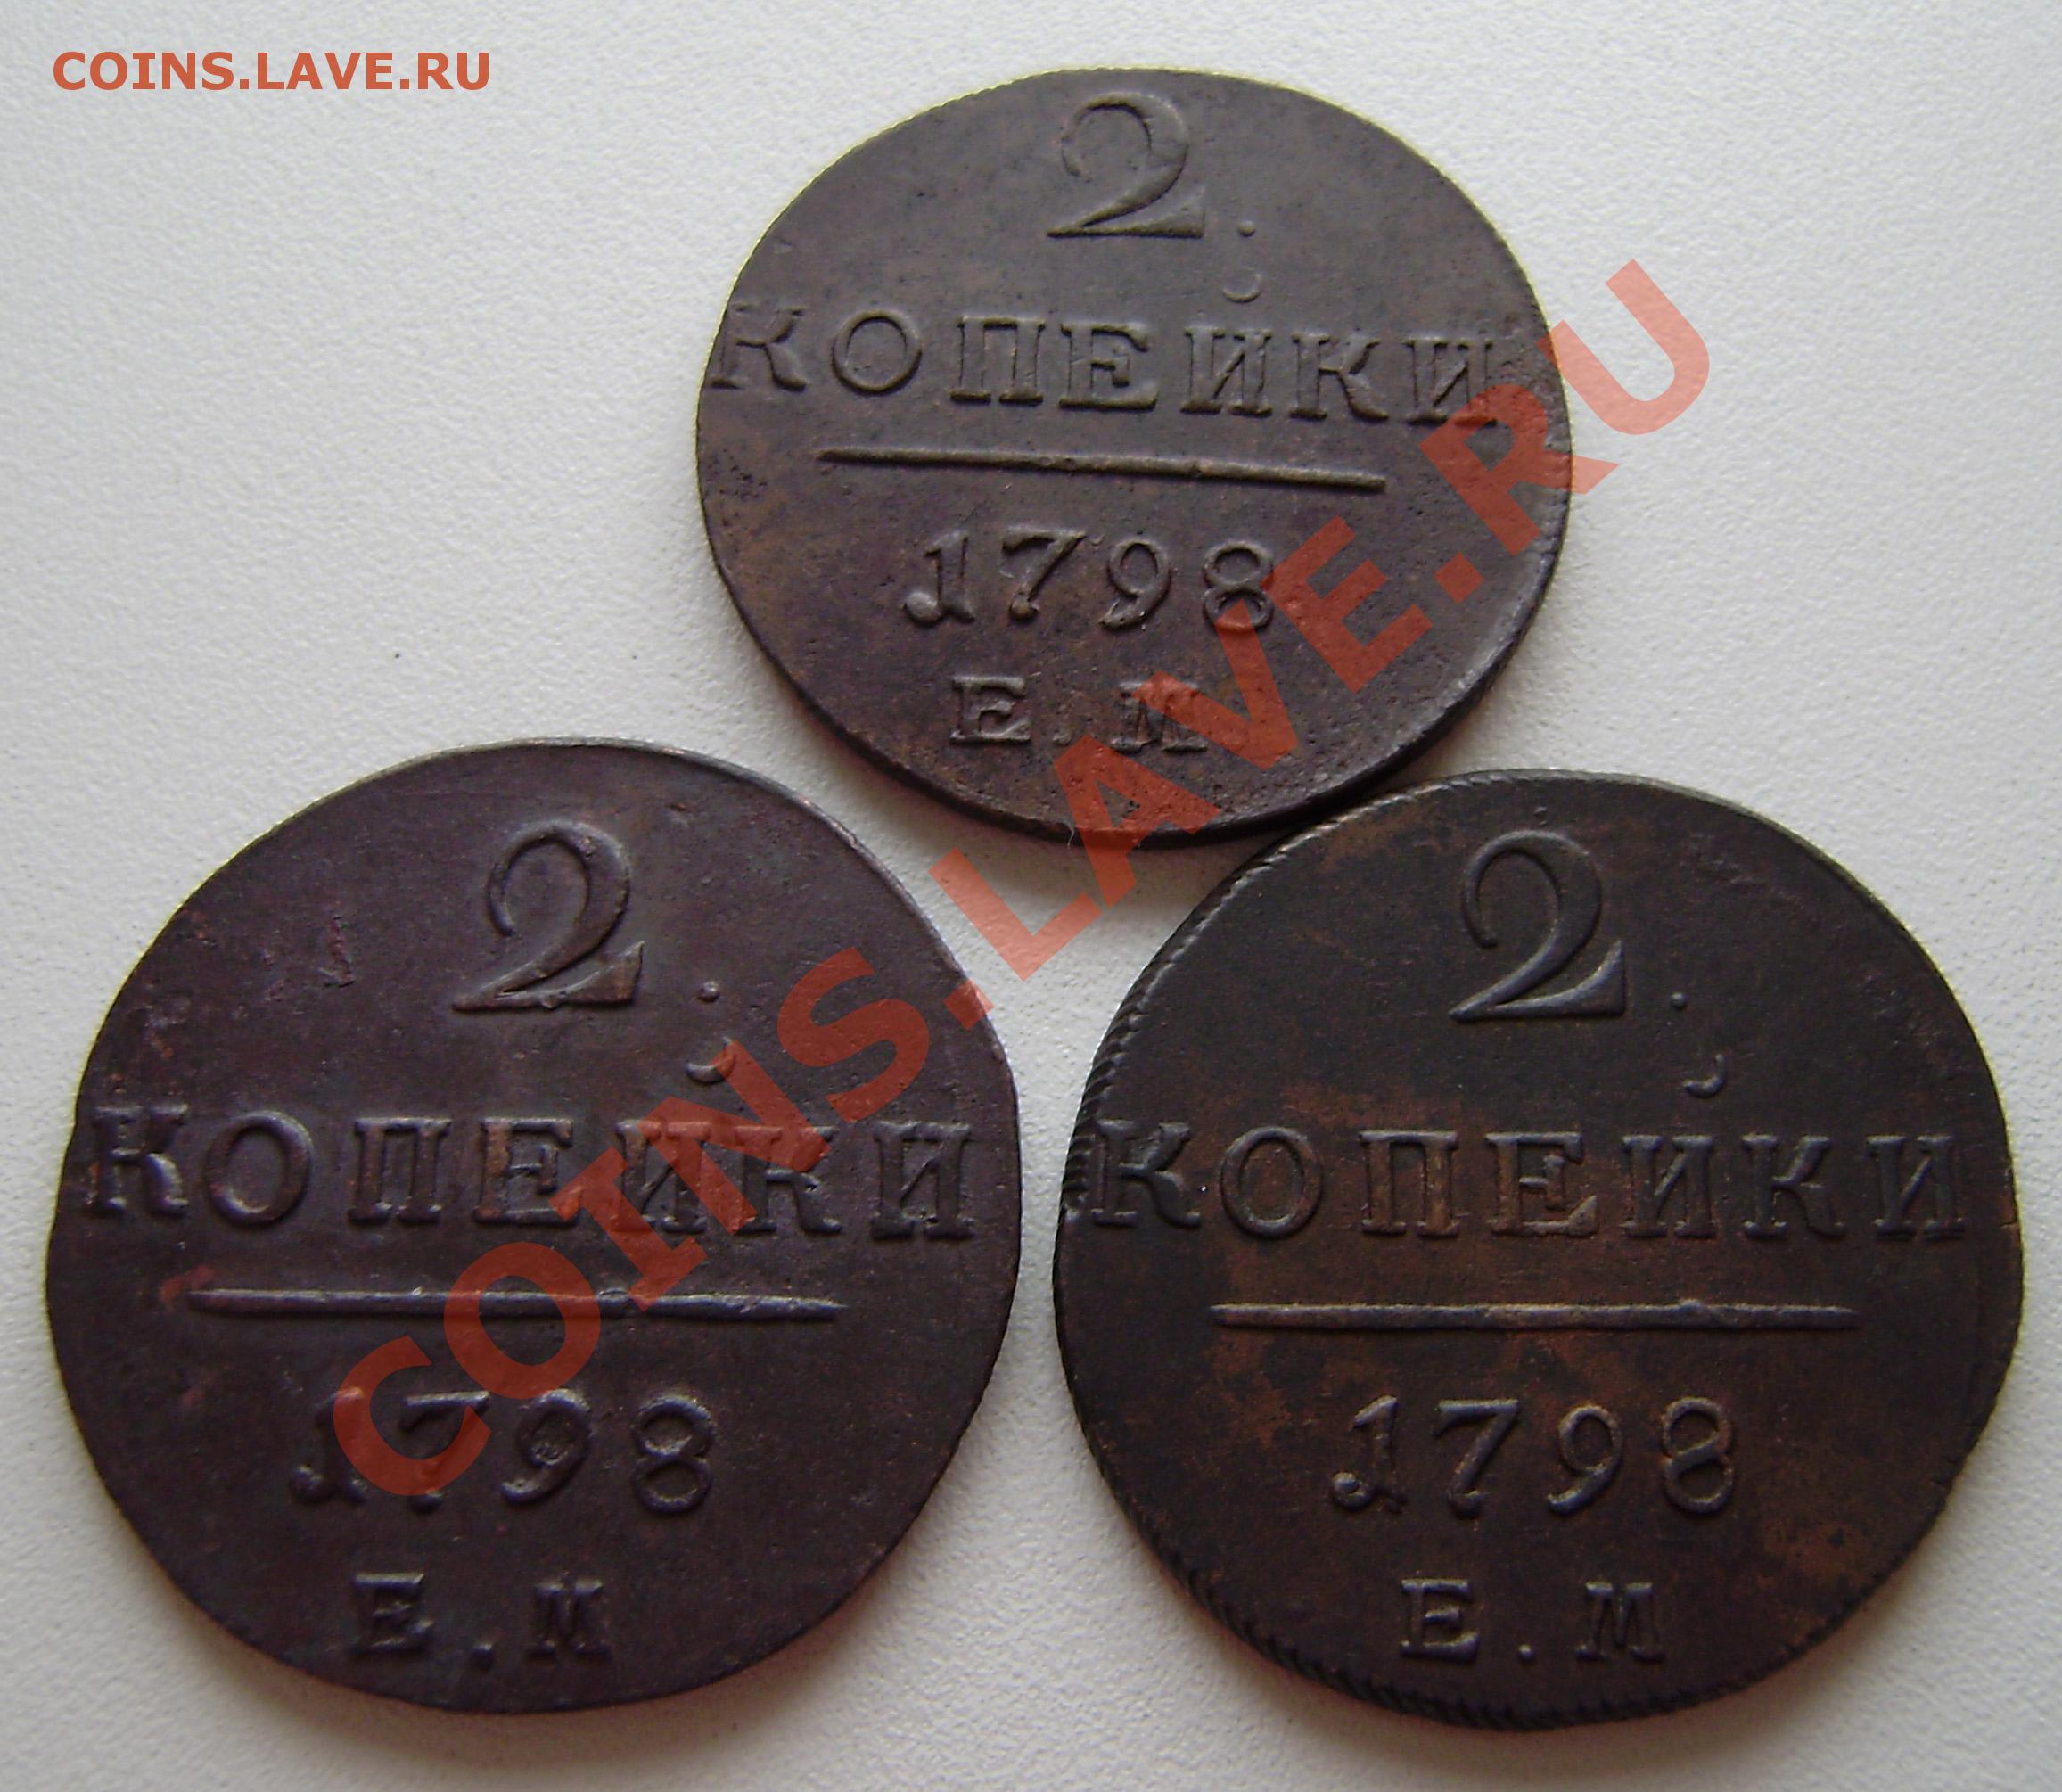 COINS.LAVE.RU
2.
КОПЕЙКИ
1798
Е.М
2.
КОПЕЙКИ
1798
Е.М
2.
КОПЕЙКИ
1798
Е.М
COINS.LAVE.RU